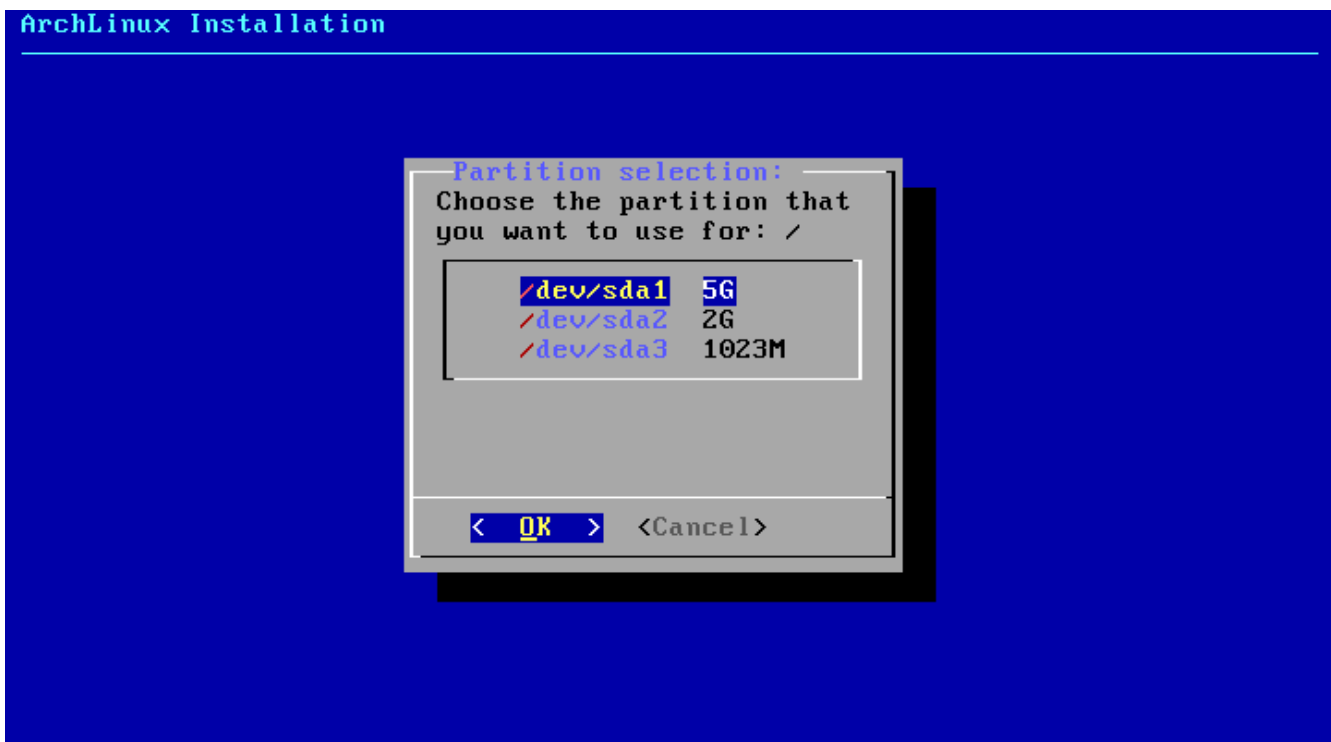 ArchLinux Installation
Partition selection:
Choose the partition that
you want to use for: /
/dev/sda1 5G
/dev/sda2 2G
/dev/sda3 1023M
< OK > <Cancel>